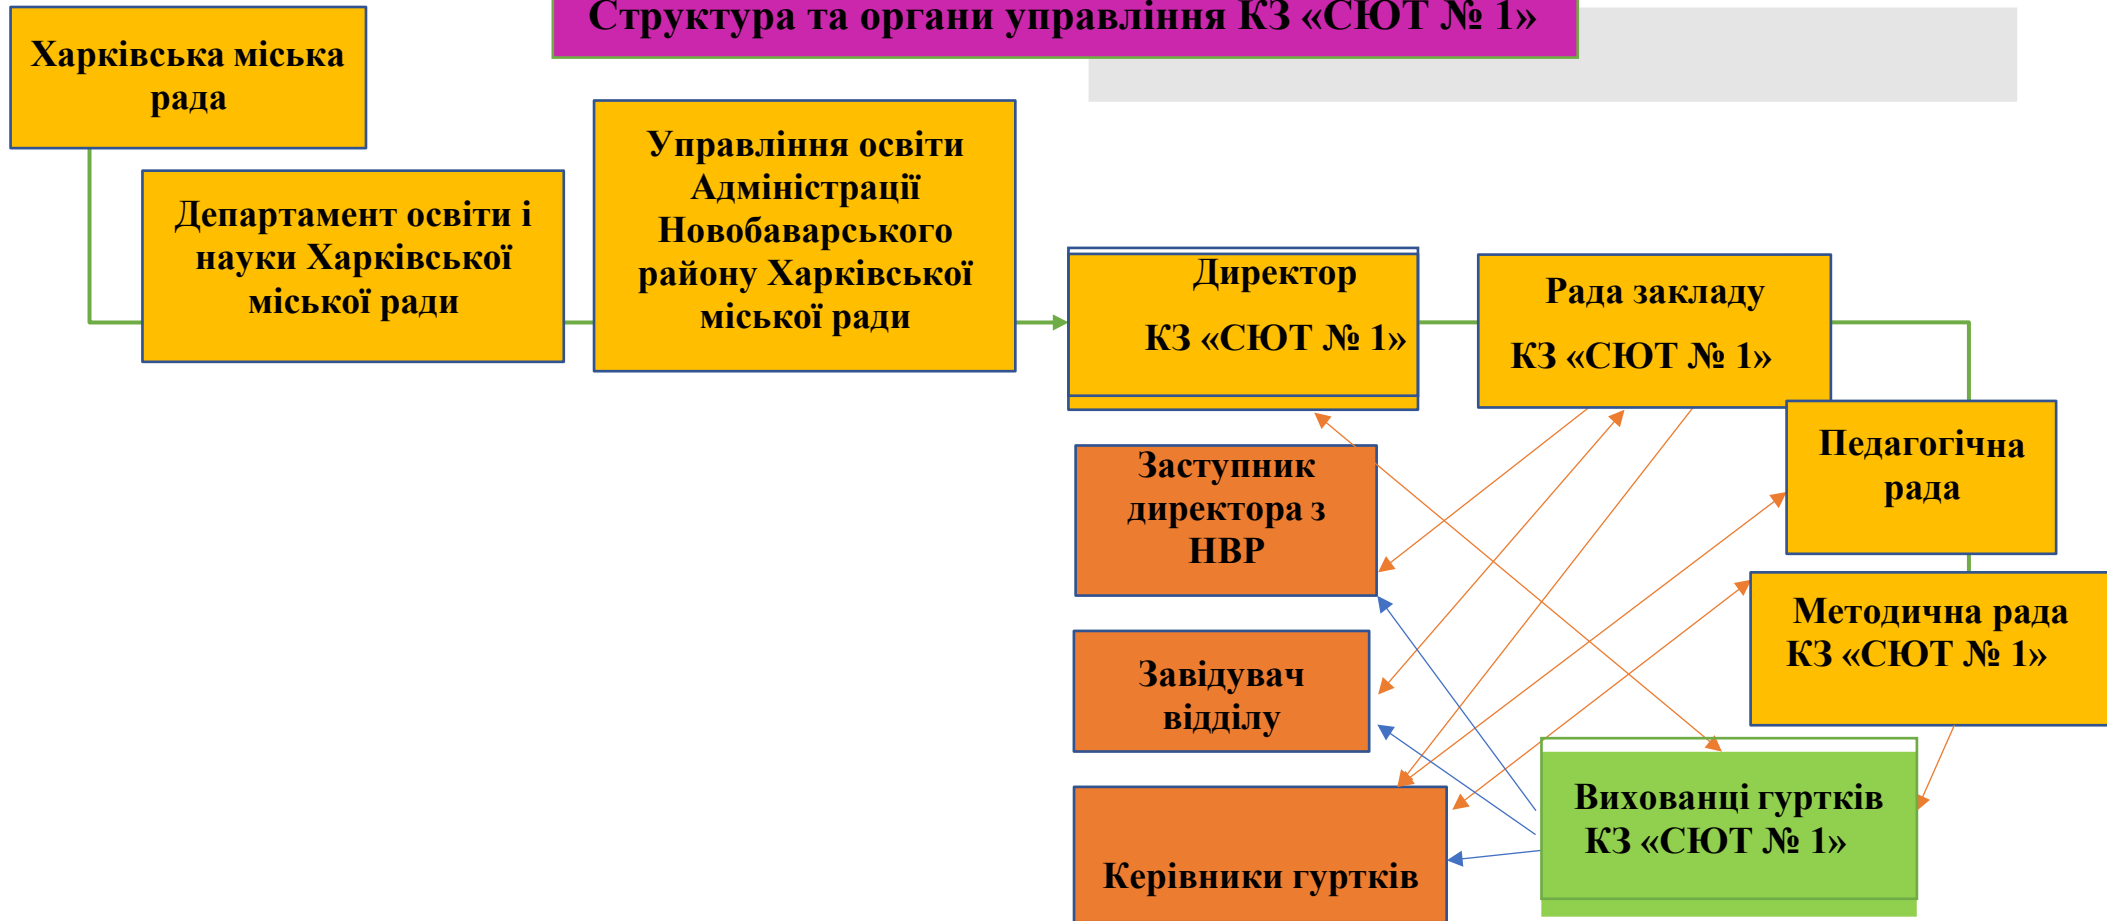 Структура та органи управління КЗ «СЮТ № 1»
Харківська міська
рада
Департамент освіти і
науки Харківської
міської ради
Управління освіти
Адміністрації
Новобаварського
району Харківської
міської ради
Директор
КЗ «СЮТ № 1»
Рада закладу
КЗ «СЮТ № 1»
Педагогічна
рада
Методична рада
КЗ «СЮТ № 1»
Заступник
директора з
НВР
Завідувач
відділу
Керівники гуртків
Вихованці гуртків
КЗ «СЮТ № 1»